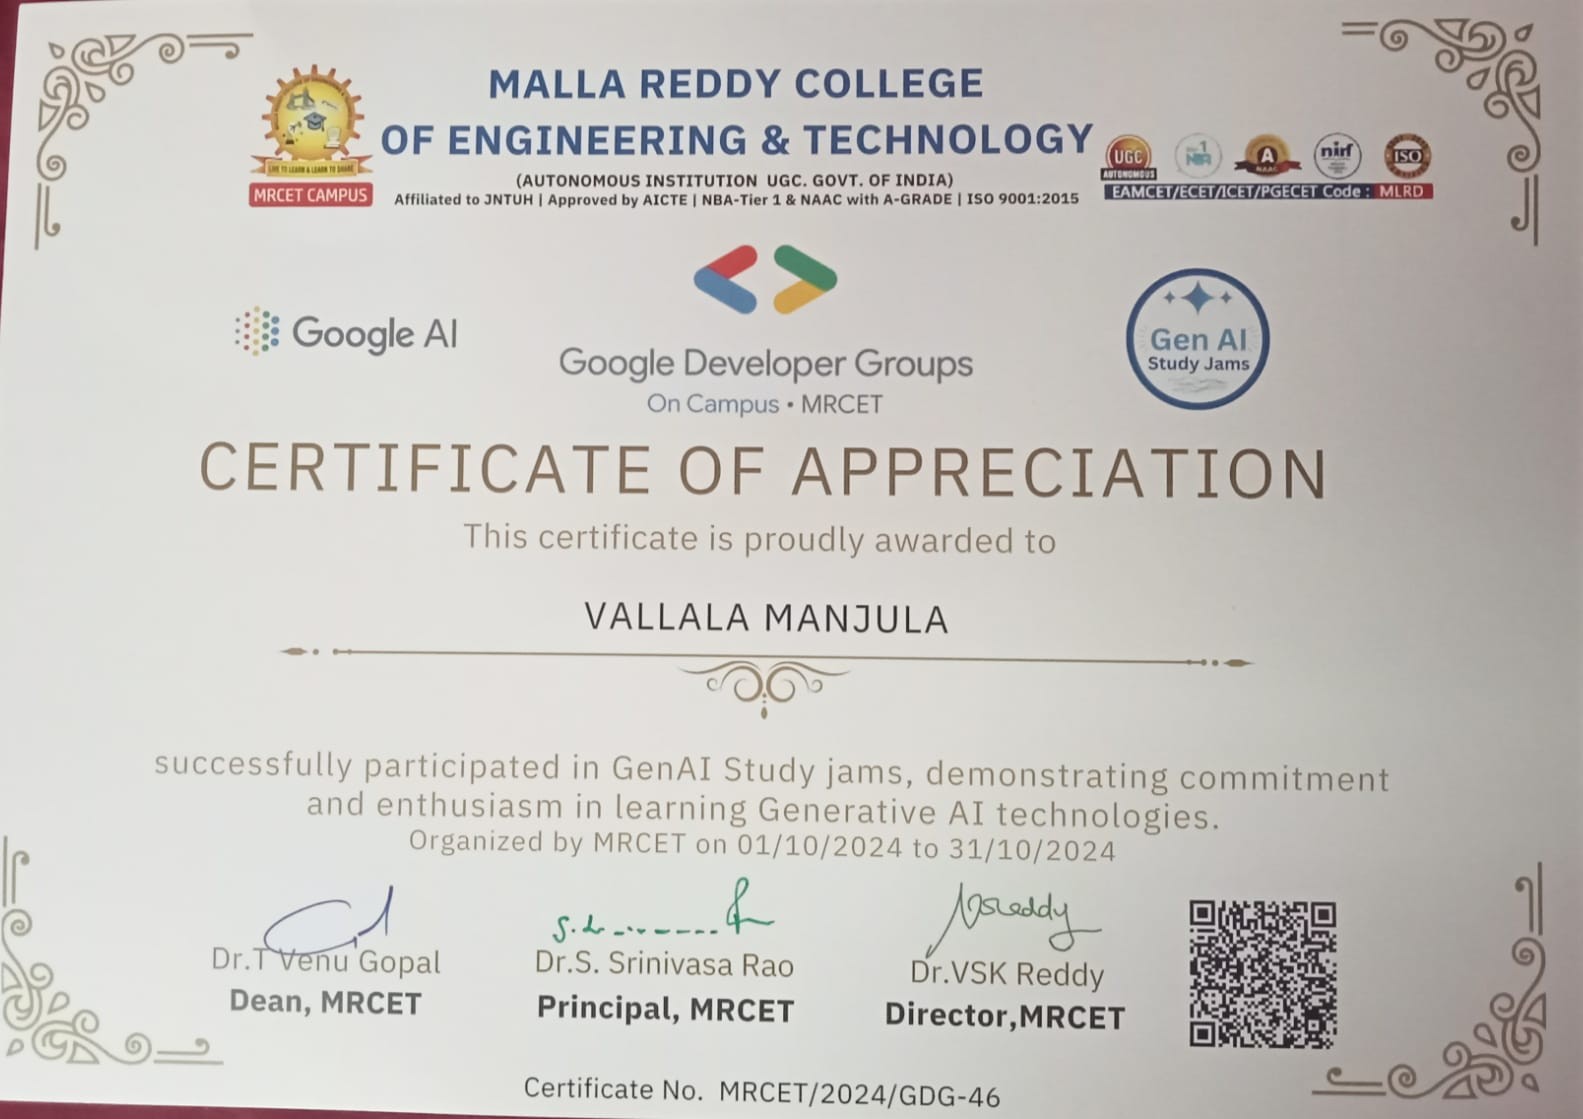 MALLA REDDY COLLEGE
OF ENGINEERING & TECHNOLOGY
(AUTONOMOUS INSTITUTION UGC. GOVT. OF INDIA)
Affiliated to JNTUH | Approved by AICTE | NBA-Tier 1 & NAAC with A-GRADE | ISO 9001:2015
LIVE TO LEARN & LEARN TO SHARE
MRCET CAMPUS
UGC
AUTONOMOUS
A
NAAC
nirf
ISO
EAMCET/ECET/ICET/PGECET Code : MLRD
Google AI
Google Developer Groups
On Campus • MRCET
Gen AI
Study Jams
CERTIFICATE OF APPRECIATION
This certificate is proudly awarded to
VALLALA MANJULA
successfully participated in GenAI Study jams, demonstrating commitment
and enthusiasm in learning Generative AI technologies.
Organized by MRCET on 01/10/2024 to 31/10/2024
Dr.T Venu Gopal
Dean, MRCET
Dr.S. Srinivasa Rao
Principal, MRCET
Vsreddy
Dr.VSK Reddy
Director,MRCET
Certificate No. MRCET/2024/GDG-46